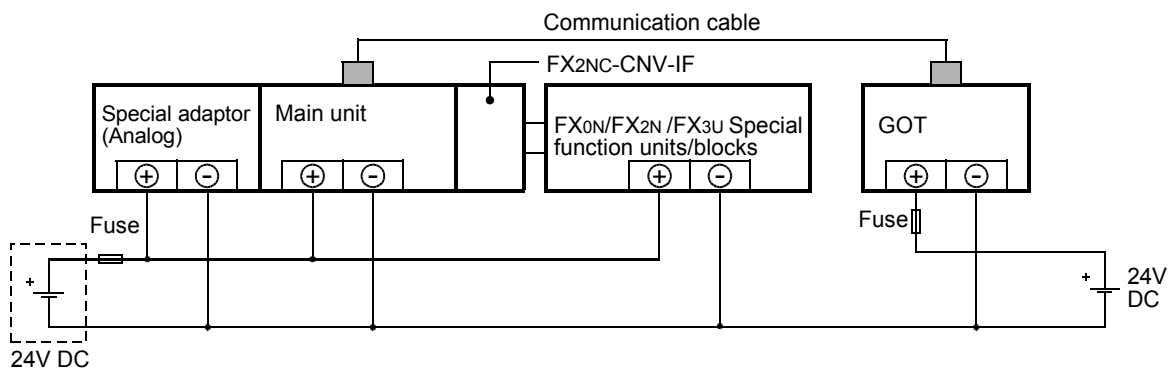 Communication cable
FX2NC-CNV-IF
Special adaptor
(Analog)
Main unit
FX0N/FX2N /FX3U Special
function units/blocks
GOT
+ - + - + - + -
Fuse
Fuse
+
+
24V
DC
24V DC